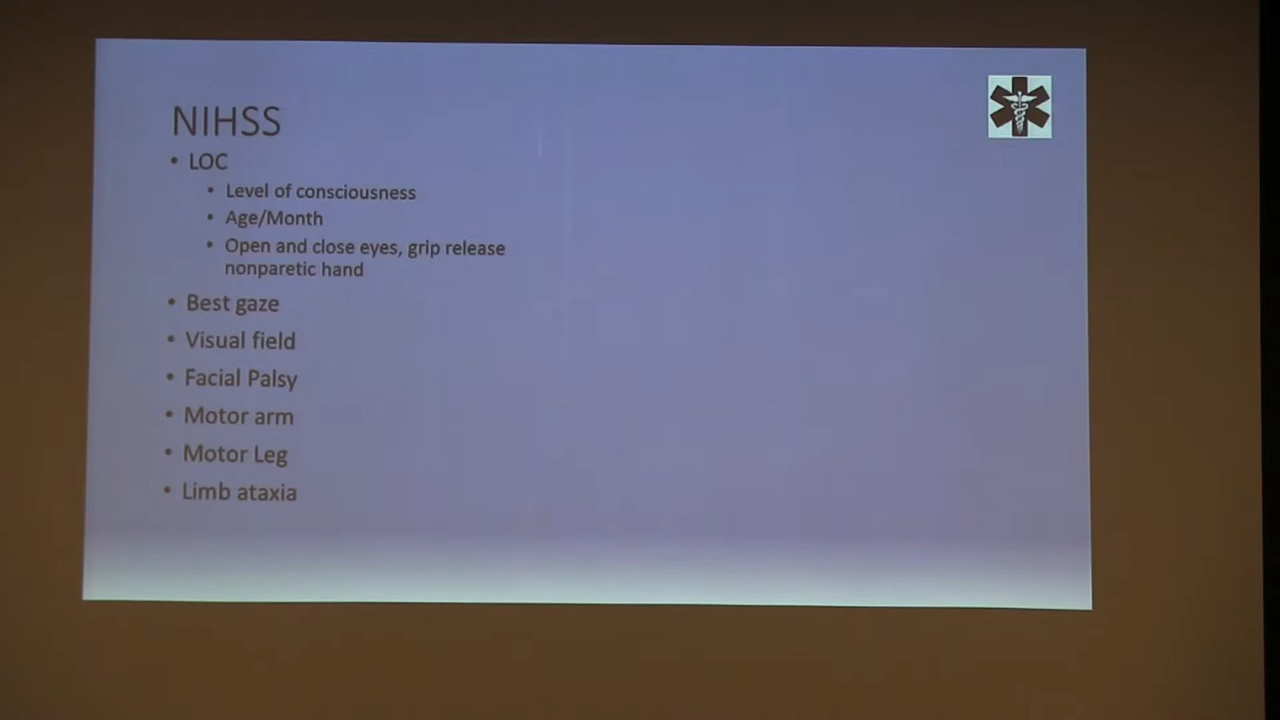 NIHSS
• LOC
• Level of consciousness
• Age/Month
• Open and close eyes, grip release
nonparetic hand
• Best gaze
• Visual field
• Facial Palsy
• Motor arm
• Motor Leg
• Limb ataxia